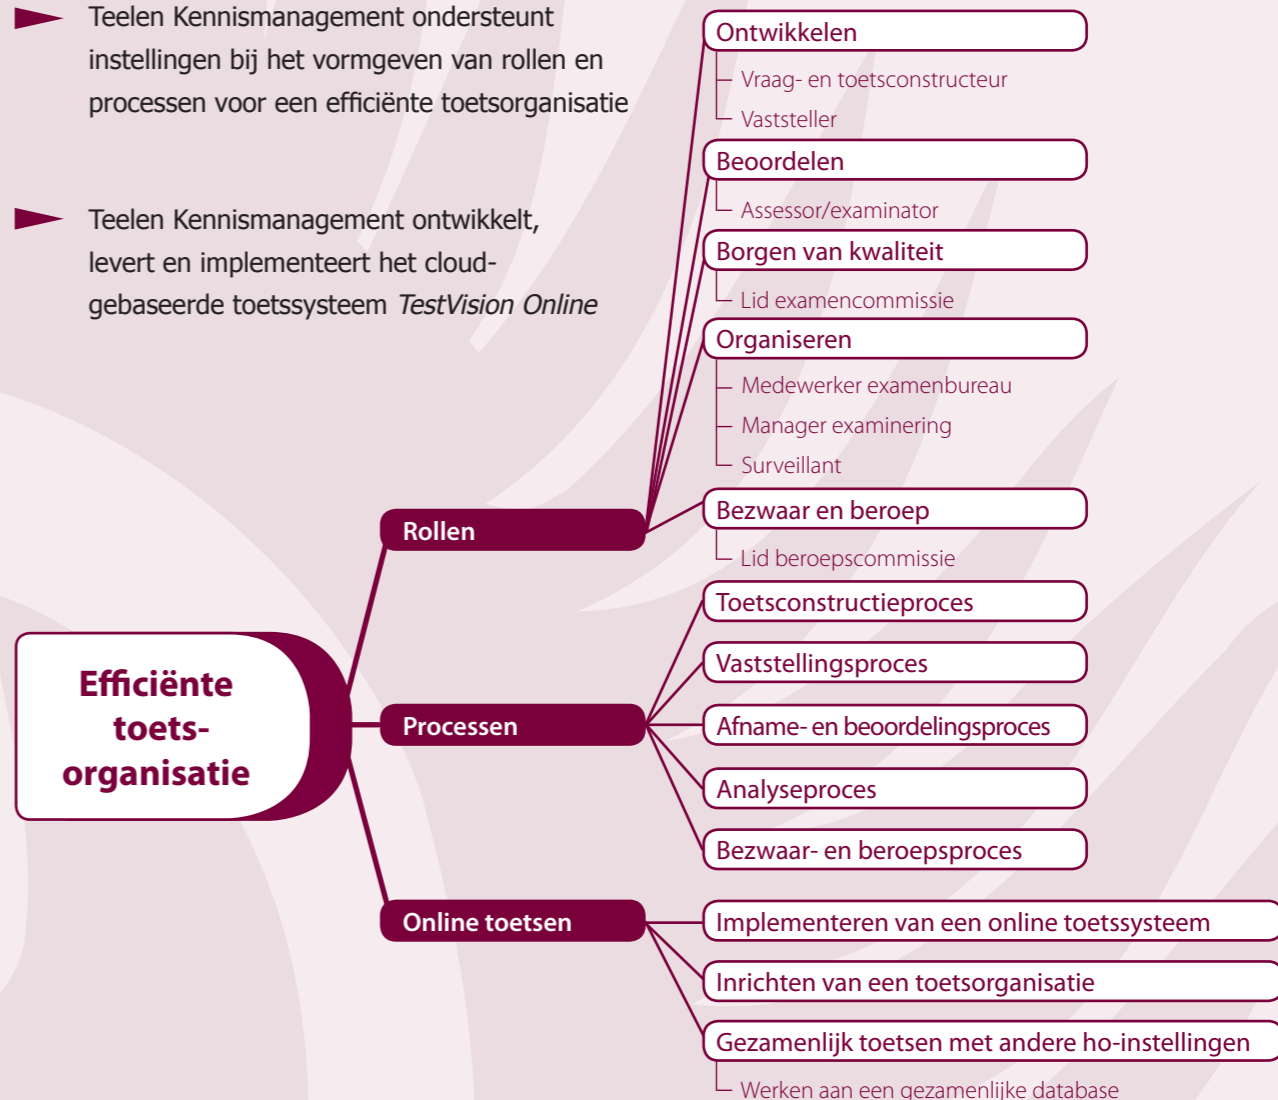 Teelen Kennismanagement ondersteunt
instellingen bij het vormgeven van rollen en
processen voor een efficiënte toetsorganisatie
Teelen Kennismanagement ontwikkelt,
levert en implementeert het cloud-
gebaseerde toetssysteem TestVision Online
Efficiënte
toets-
organisatie
Rollen
Ontwikkelen
Vraag- en toetsconstructeur
Vaststeller
Beoordelen
Assessor/examinator
Borgen van kwaliteit
Lid examencommissie
Organiseren
Medewerker examenbureau
Manager examinering
Surveillant
Bezwaar en beroep
Lid beroepscommissie
Processen
Toetsconstructieproces
Vaststellingsproces
Afname- en beoordelingsproces
Analyseproces
Bezwaar- en beroepsproces
Online toetsen
Implementeren van een online toetssysteem
Inrichten van een toetsorganisatie
Gezamenlijk toetsen met andere ho-instellingen
Werken aan een gezamenlijke database